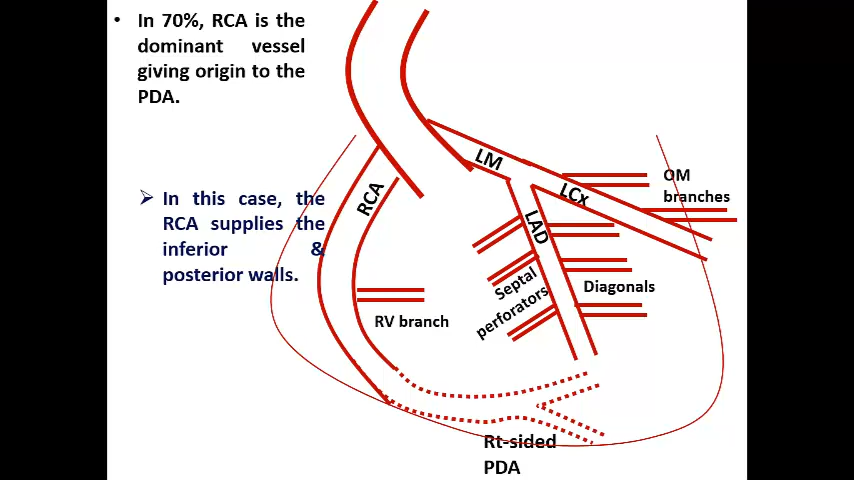 • In 70%, RCA is the
dominant vessel
giving origin to the
PDA.
➢ In this case, the
RCA supplies the
inferior &
posterior walls.
LM
RCA
LCx
OM
branches
LAD
Septal
perforators
Diagonals
RV branch
Rt-sided
PDA